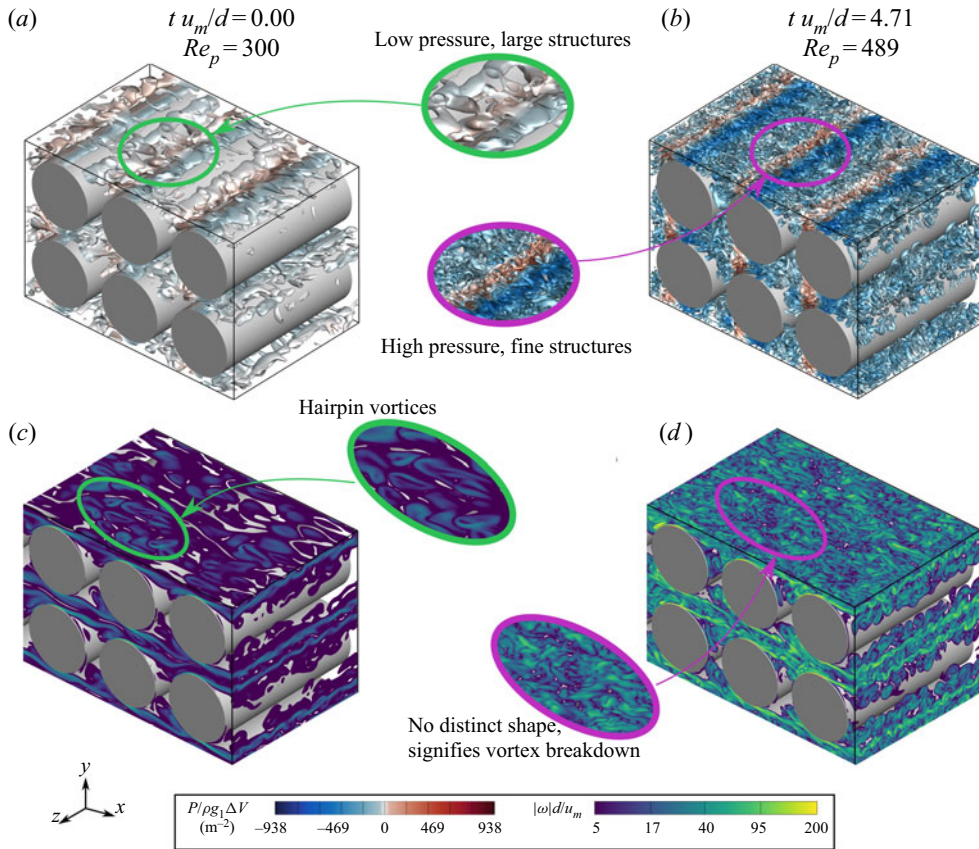 (a)
t u_m/d = 0.00
Re_p = 300
(b)
t u_m/d = 4.71
Re_p = 489
Low pressure, large structures
High pressure, fine structures
Hairpin vortices
(c)
(d)
No distinct shape,
signifies vortex breakdown
y
z
x
P/ρg₁ΔV
(m⁻²)
–938 –469 0 469 938
|ω|d/u_m
5 17 40 95 200